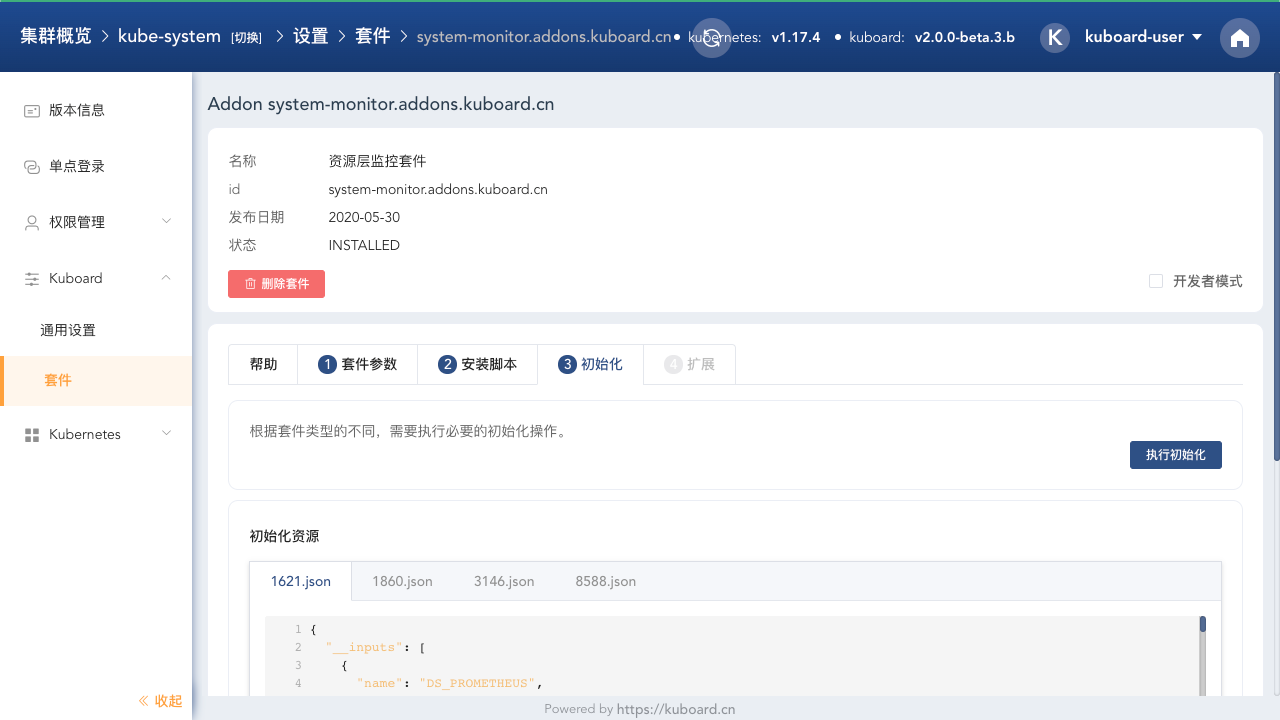 集群概览 > kube-system [切换] > 设置 > 套件 > system-monitor.addons.kuboard.cn
• kubernetes: v1.17.4 • kuboard: v2.0.0-beta.3.b K kuboard-user
版本信息
单点登录
权限管理
Kuboard
通用设置
套件
Kubernetes
« 收起
Addon system-monitor.addons.kuboard.cn
名称 资源层监控套件
id system-monitor.addons.kuboard.cn
发布日期 2020-05-30
状态 INSTALLED
删除套件 开发者模式
帮助 1 套件参数 2 安装脚本 3 初始化 4 扩展
根据套件类型的不同，需要执行必要的初始化操作。
执行初始化
初始化资源
1621.json 1860.json 3146.json 8588.json
1 {
2 "__inputs": [
3 {
4 "name": "DS_PROMETHEUS",
Powered by https://kuboard.cn